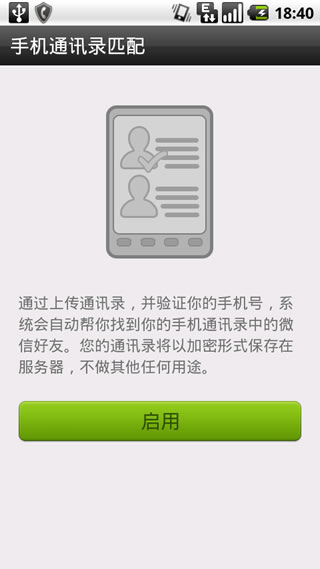 E 18:40
手机通讯录匹配
通过上传通讯录，并验证你的手机号，系
统会自动帮你找到你的手机通讯录中的微
信好友。您的通讯录将以加密形式保存在
服务器，不做其他任何用途。
启用